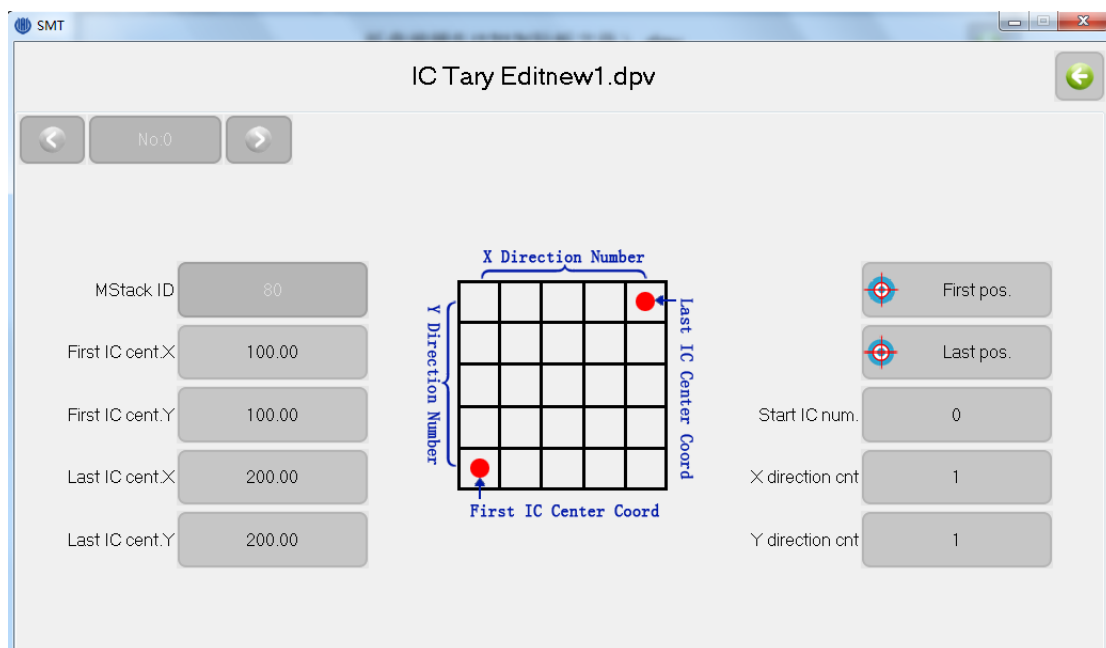 SMT
IC Tary Editnew1.dpv
No:0
MStack ID
80
First IC cent.X
100.00
First IC cent.Y
100.00
Last IC cent.X
200.00
Last IC cent.Y
200.00
X Direction Number
Y Direction Number
Last IC Center Coord
First IC Center Coord
First pos.
Last pos.
Start IC num.
0
X direction cnt
1
Y direction cnt
1